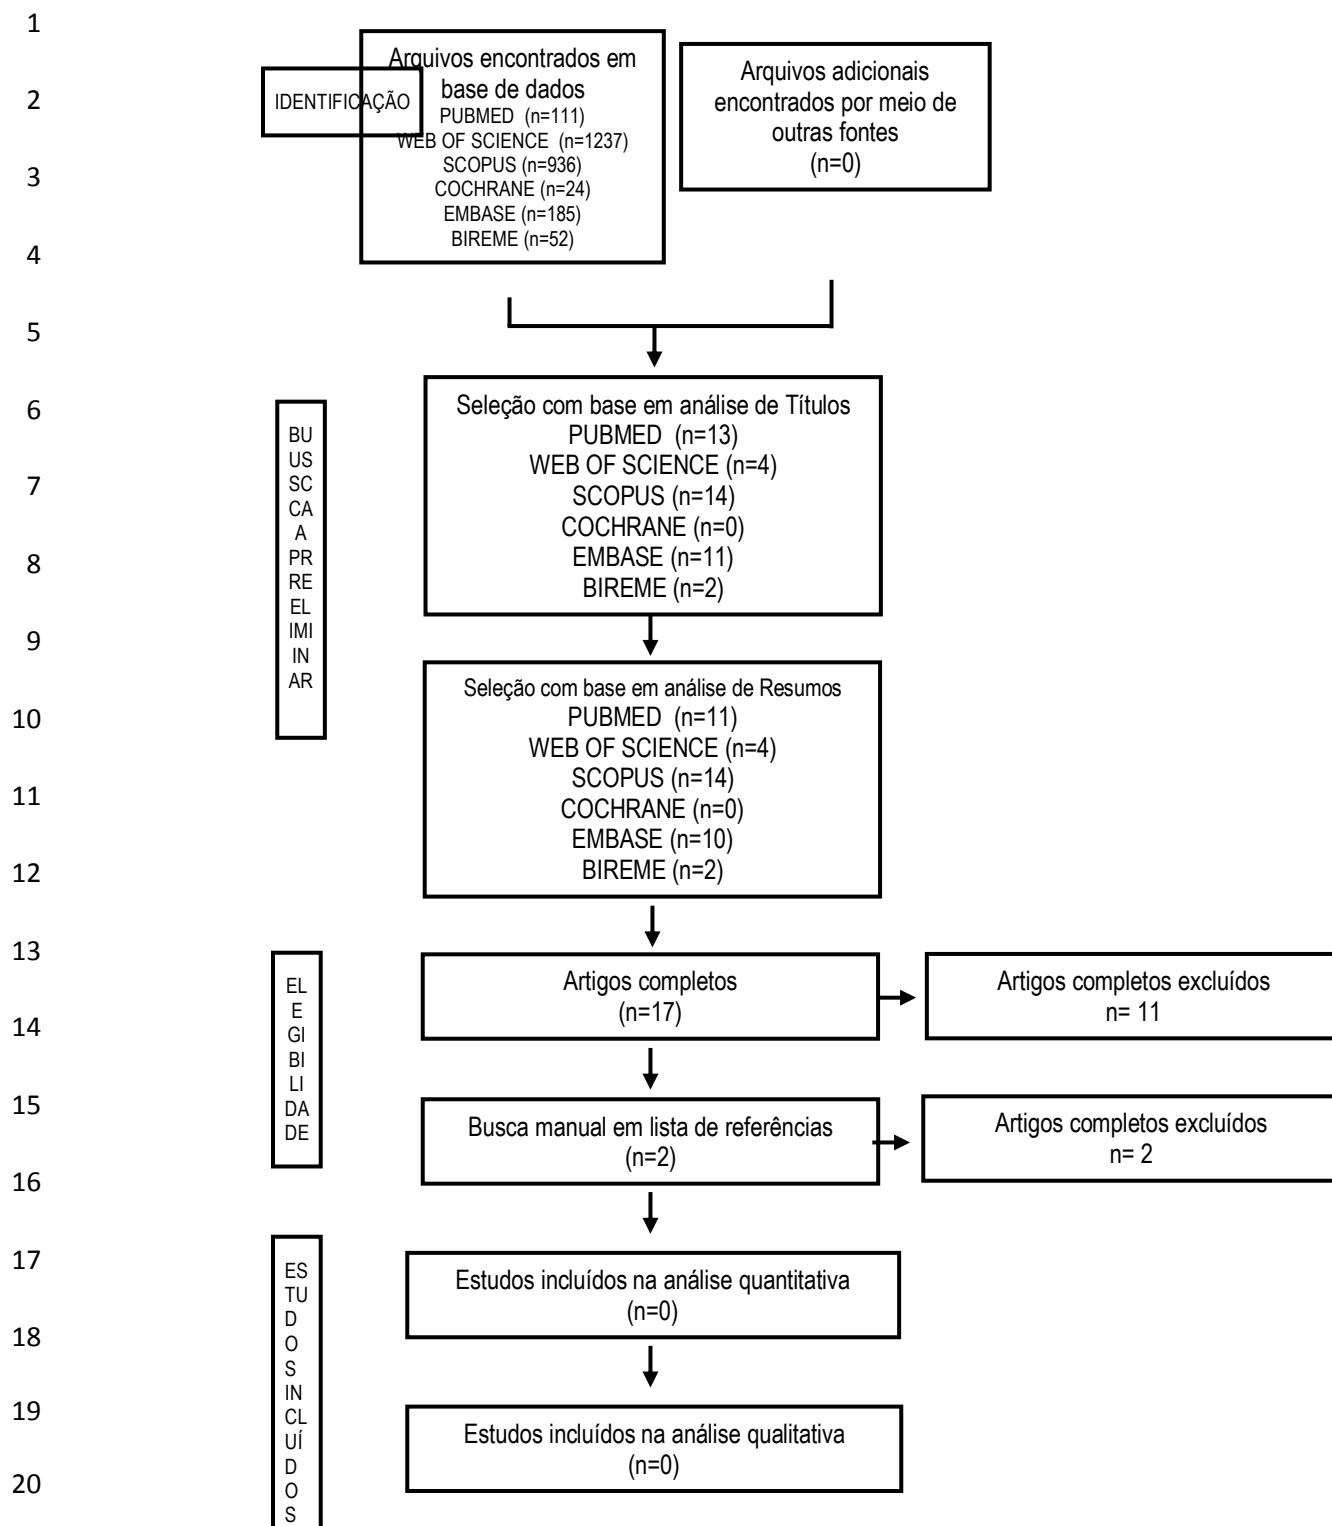 1
2
3
4
5
6
7
8
9
10
11
12
13
14
15
16
17
18
19
20
IDENTIFICAÇÃO
Arquivos encontrados em
base de dados
PUBMED (n=111)
WEB OF SCIENCE (n=1237)
SCOPUS (n=936)
COCHRANE (n=24)
EMBASE (n=185)
BIREME (n=52)
Arquivos adicionais
encontrados por meio de
outras fontes
(n=0)
BU
US
SC
CA
A
PR
RE
EL
IMI
IN
AR
Seleção com base em análise de Títulos
PUBMED (n=13)
WEB OF SCIENCE (n=4)
SCOPUS (n=14)
COCHRANE (n=0)
EMBASE (n=11)
BIREME (n=2)
Seleção com base em análise de Resumos
PUBMED (n=11)
WEB OF SCIENCE (n=4)
SCOPUS (n=14)
COCHRANE (n=0)
EMBASE (n=10)
BIREME (n=2)
EL
E
GI
BI
LI
DA
DE
Artigos completos
(n=17)
Artigos completos excluídos
n= 11
Busca manual em lista de referências
(n=2)
Artigos completos excluídos
n= 2
ES
TU
D
O
S
IN
CL
UÍ
D
O
S
Estudos incluídos na análise quantitativa
(n=0)
Estudos incluídos na análise qualitativa
(n=0)